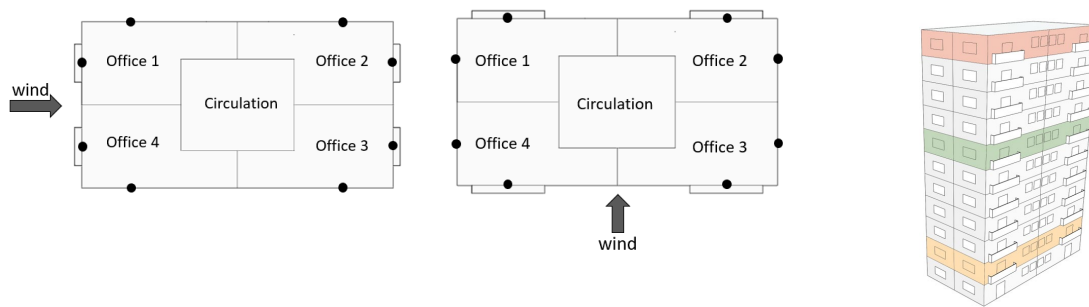 Office 1
Office 2
wind
Circulation
Office 4
Office 3
Office 1
Office 2
Circulation
Office 4
Office 3
wind